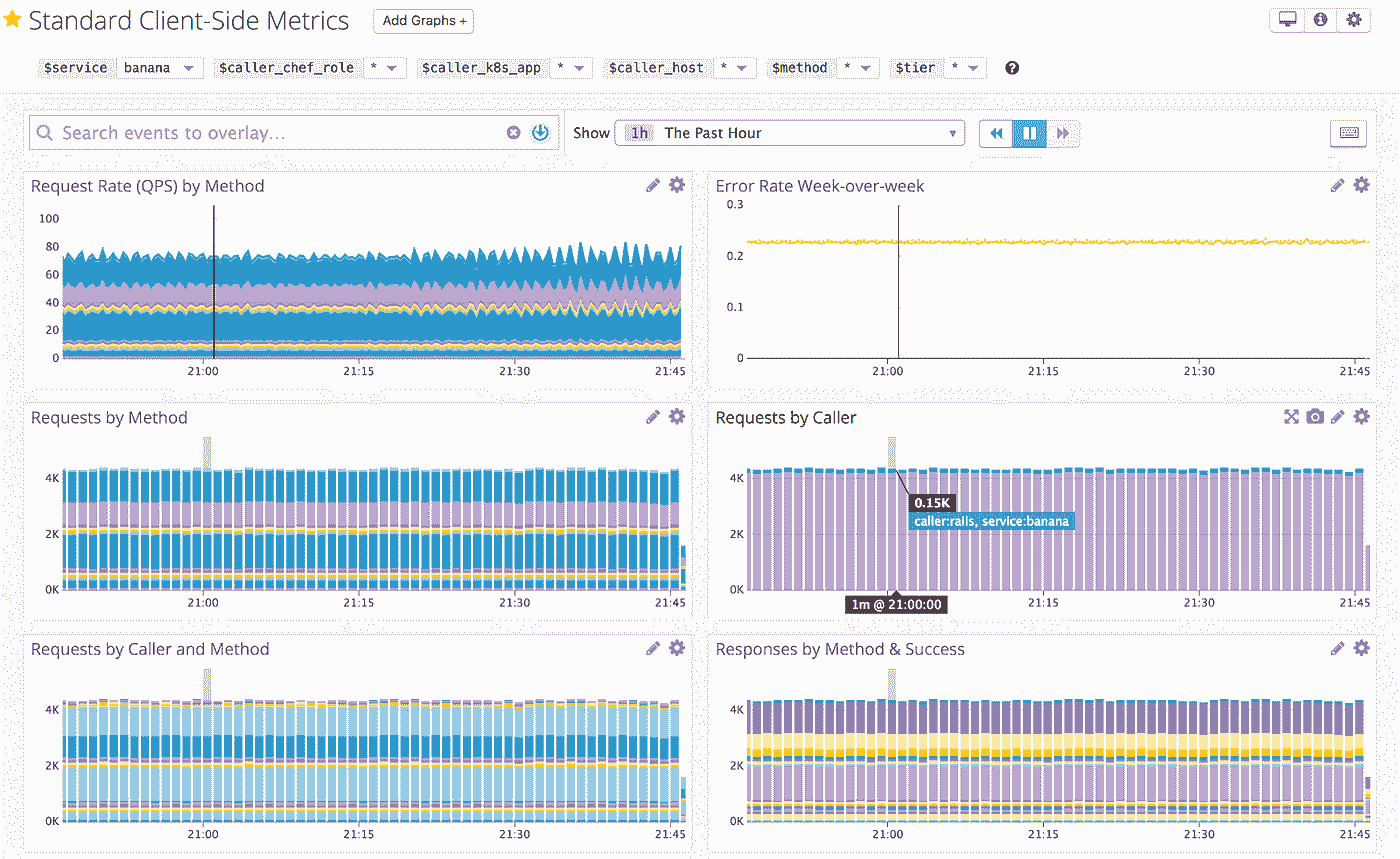 Standard Client-Side Metrics
Add Graphs +
$service banana $caller_chef_role * $caller_k8s_app * $caller_host * $method * $tier * ?
Search events to overlay...
Show 1h The Past Hour
Request Rate (QPS) by Method
100
80
60
40
20
0
21:00 21:15 21:30 21:45
Error Rate Week-over-week
0.3
0.2
0.1
0
21:00 21:15 21:30 21:45
Requests by Method
4K
2K
0K
21:00 21:15 21:30 21:45
Requests by Caller
4K
2K
0K
0.15K
caller:rails, service:banana
1m @ 21:00:00
21:15 21:30 21:45
Requests by Caller and Method
4K
2K
0K
21:00 21:15 21:30 21:45
Responses by Method & Success
4K
2K
0K
21:00 21:15 21:30 21:45